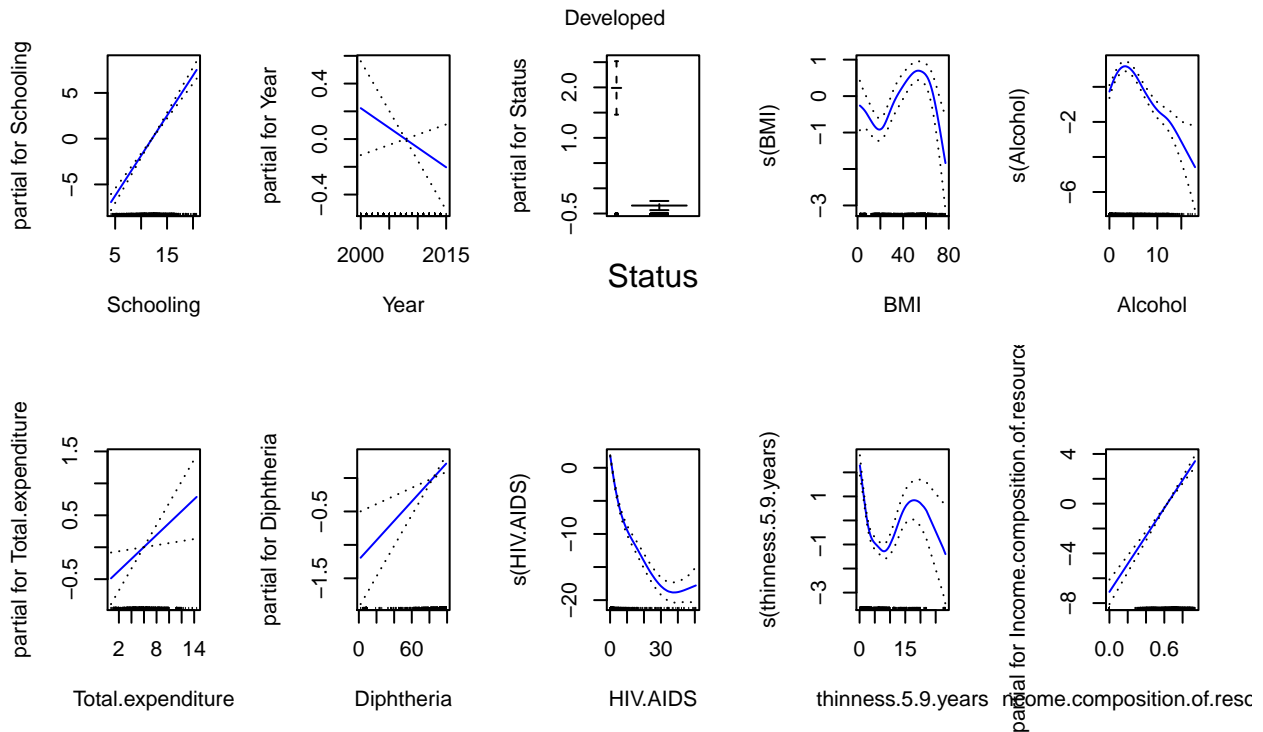 Developed
partial for Schooling
5
0
−5
5 15
Schooling
partial for Year
0.4
0.0
−0.4
2000 2015
Year
partial for Status
2.0
1.0
−0.5
Status
s(BMI)
1
0
−1
−3
0 40 80
BMI
s(Alcohol)
−2
−6
0 10
Alcohol
partial for Total.expenditure
1.5
0.5
−0.5
2 8 14
Total.expenditure
partial for Diphtheria
−0.5
−1.5
0 60
Diphtheria
s(HIV.AIDS)
0
−10
−20
0 30
HIV.AIDS
s(thinness.5.9.years)
1
−1
−3
0 15
thinness.5.9.years
partial for Income.composition.of.resourc
4
0
−4
−8
0.0 0.6
ncome.composition.of.reso